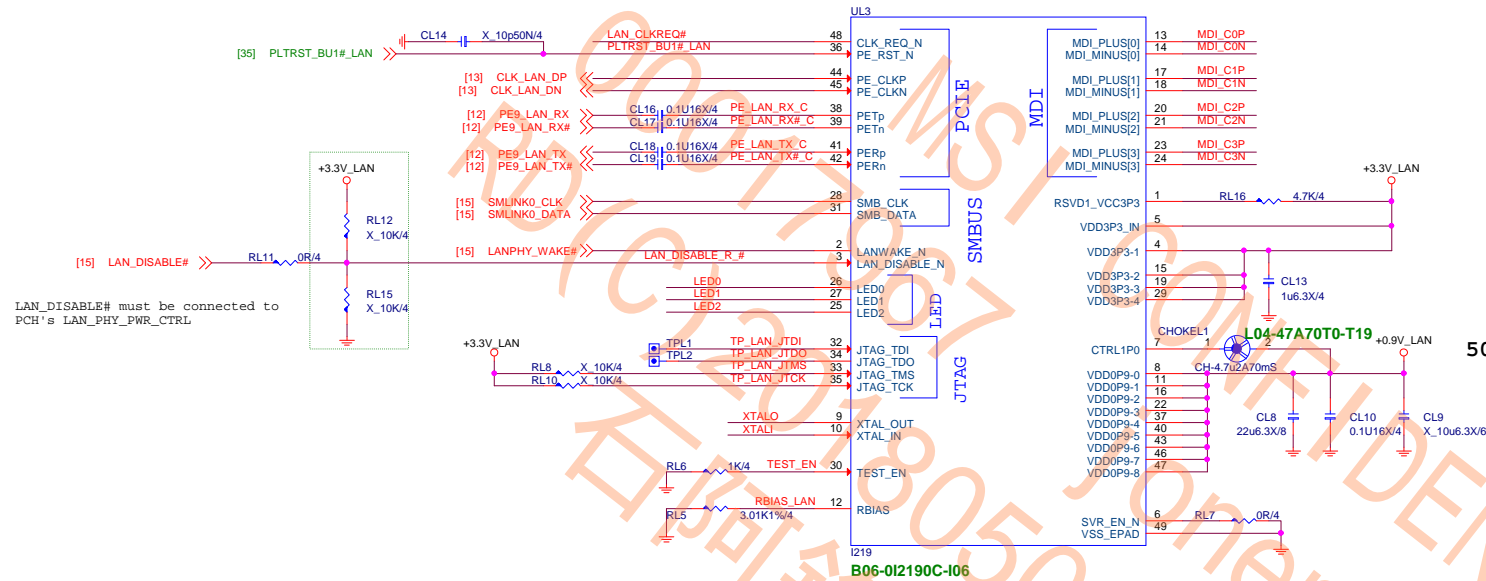 UL3
CL14 X_10p50N/4
[35] PLTRST_BU1#_LAN
LAN_CLKREQ# 48 CLK_REQ_N
PLTRST_BU1#_LAN 36 PE_RST_N
[13] CLK_LAN_DP 44 PE_CLKP
[13] CLK_LAN_DN 45 PE_CLKN
[12] PE9_LAN_RX CL16 0.1U16X/4 PE_LAN_RX_C 38 PETp
[12] PE9_LAN_RX# CL17 0.1U16X/4 PE_LAN_RX#_C 39 PETn
[12] PE9_LAN_TX CL18 0.1U16X/4 PE_LAN_TX_C 41 PERp
[12] PE9_LAN_TX# CL19 0.1U16X/4 PE_LAN_TX#_C 42 PERn
PCIE
[15] SMLINK0_CLK 28 SMB_CLK
[15] SMLINK0_DATA 31 SMB_DATA
SMBUS
[15] LANPHY_WAKE# 2 LANWAKE_N
+3.3V_LAN
RL12
X_10K/4
[15] LAN_DISABLE# RL11 0R/4 LAN_DISABLE_R_# 3 LAN_DISABLE_N
RL15
X_10K/4
LAN_DISABLE# must be connected to
PCH's LAN_PHY_PWR_CTRL
LED0 26 LED0
LED1 27 LED1
LED2 25 LED2
LED
+3.3V_LAN
TPL1 TP_LAN_JTDI 32 JTAG_TDI
TPL2 TP_LAN_JTDO 34 JTAG_TDO
RL8 X_10K/4 TP_LAN_JTMS 33 JTAG_TMS
RL10 X_10K/4 TP_LAN_JTCK 35 JTAG_TCK
JTAG
XTALO 9 XTAL_OUT
XTALI 10 XTAL_IN
RL6 1K/4 TEST_EN 30 TEST_EN
RL5 3.01K1%/4 RBIAS_LAN 12 RBIAS
MDI
MDI_PLUS[0] 13 MDI_C0P
MDI_MINUS[0] 14 MDI_C0N
MDI_PLUS[1] 17 MDI_C1P
MDI_MINUS[1] 18 MDI_C1N
MDI_PLUS[2] 20 MDI_C2P
MDI_MINUS[2] 21 MDI_C2N
MDI_PLUS[3] 23 MDI_C3P
MDI_MINUS[3] 24 MDI_C3N
+3.3V_LAN
RSVD1_VCC3P3 1 RL16 4.7K/4
VDD3P3_IN 5
VDD3P3-1 4
VDD3P3-2 15
VDD3P3-3 19
VDD3P3-4 29
CL13
1u6.3X/4
CTRL1P0 7 CHOKEL1 1 2 L04-47A70T0-T19
CH-4.7u2A70mS
+0.9V_LAN
50
VDD0P9-0 8
VDD0P9-1 11
VDD0P9-2 16
VDD0P9-3 22
VDD0P9-4 37
VDD0P9-5 40
VDD0P9-6 43
VDD0P9-7 46
VDD0P9-8 47
CL8
22u6.3X/8
CL10
0.1U16X/4
CL9
X_10u6.3X/6
SVR_EN_N 6 RL7 0R/4
VSS_EPAD 49
I219
B06-0I2190C-I06
MSI CONFIDEN
00017967
RD(C)2018050